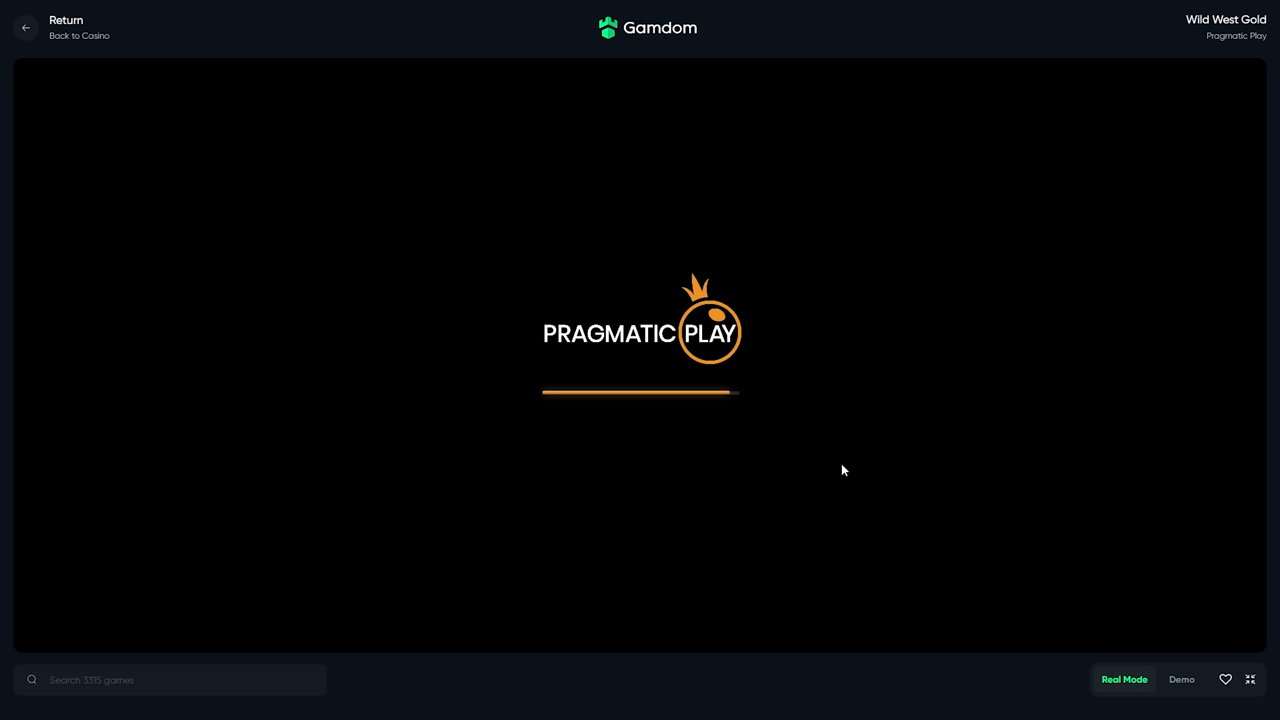 Return
Back to Casino
Gamdom
Wild West Gold
Pragmatic Play
PRAGMATIC PLAY
Search 3315 games
Real Mode
Demo